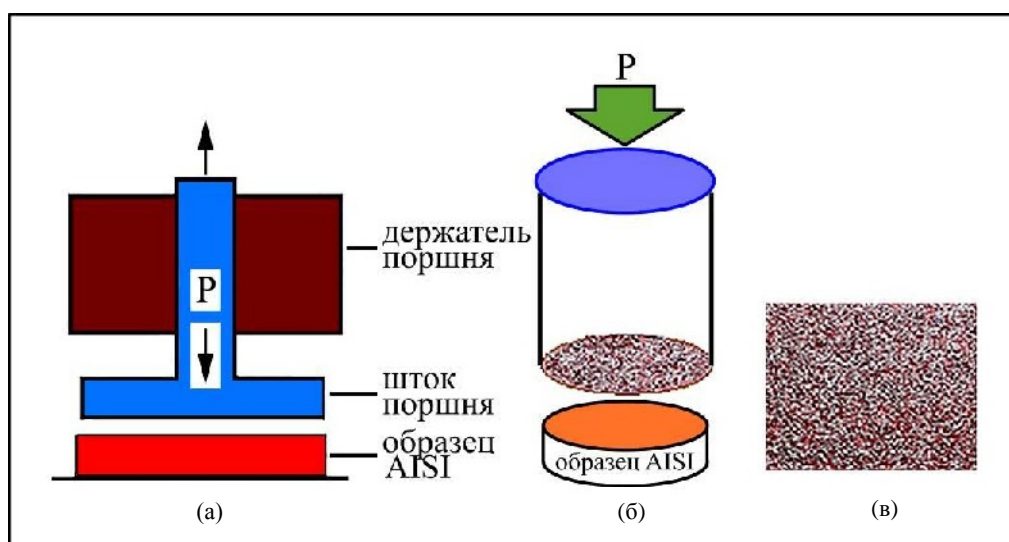 P
держатель
поршня
P
шток
поршня
образец
AISI
образец AISI
(а)
(б)
(в)